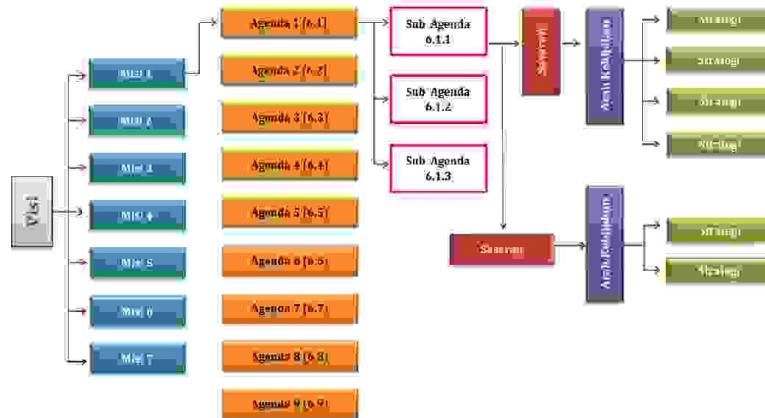 Visi
Misi 1
Misi 2
Misi 3
Misi 4
Misi 5
Misi 6
Misi 7
Agenda 1 (6.1)
Agenda 2 (6.2)
Agenda 3 (6.3)
Agenda 4 (6.4)
Agenda 5 (6.5)
Agenda 6 (6.5)
Agenda 7 (6.7)
Agenda 8 (6.8)
Agenda 9 (6.9)
Sub Agenda
6.1.1
Sub Agenda
6.1.2
Sub Agenda
6.1.3
Sasaran
Arah Kebijakan
Strategi
Strategi
Strategi
Strategi
Sasaran
Arah Kebijakan
Strategi
Strategi